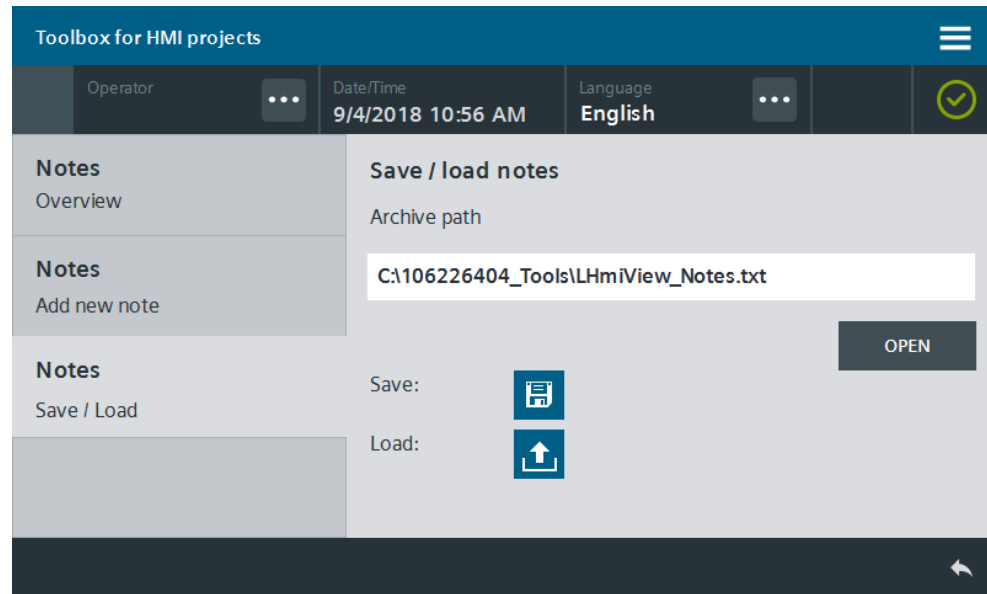 Toolbox for HMI projects
Operator
Date/Time
9/4/2018 10:56 AM
Language
English
Notes
Overview
Notes
Add new note
Notes
Save / Load
Save / load notes
Archive path
C:\106226404_Tools\LHmiView_Notes.txt
OPEN
Save:
Load: